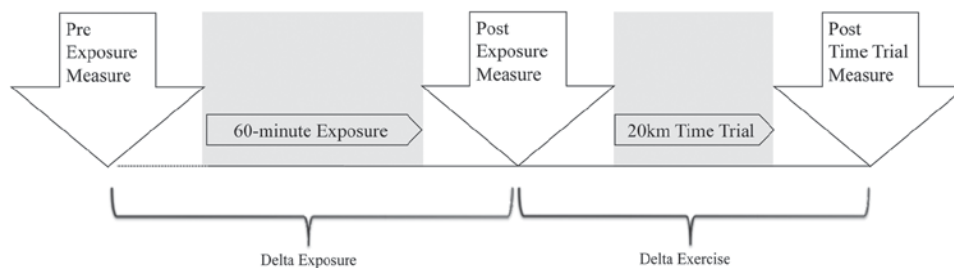 Pre
Exposure
Measure
60-minute Exposure
Post
Exposure
Measure
20km Time Trial
Post
Time Trial
Measure
Delta Exposure
Delta Exercise